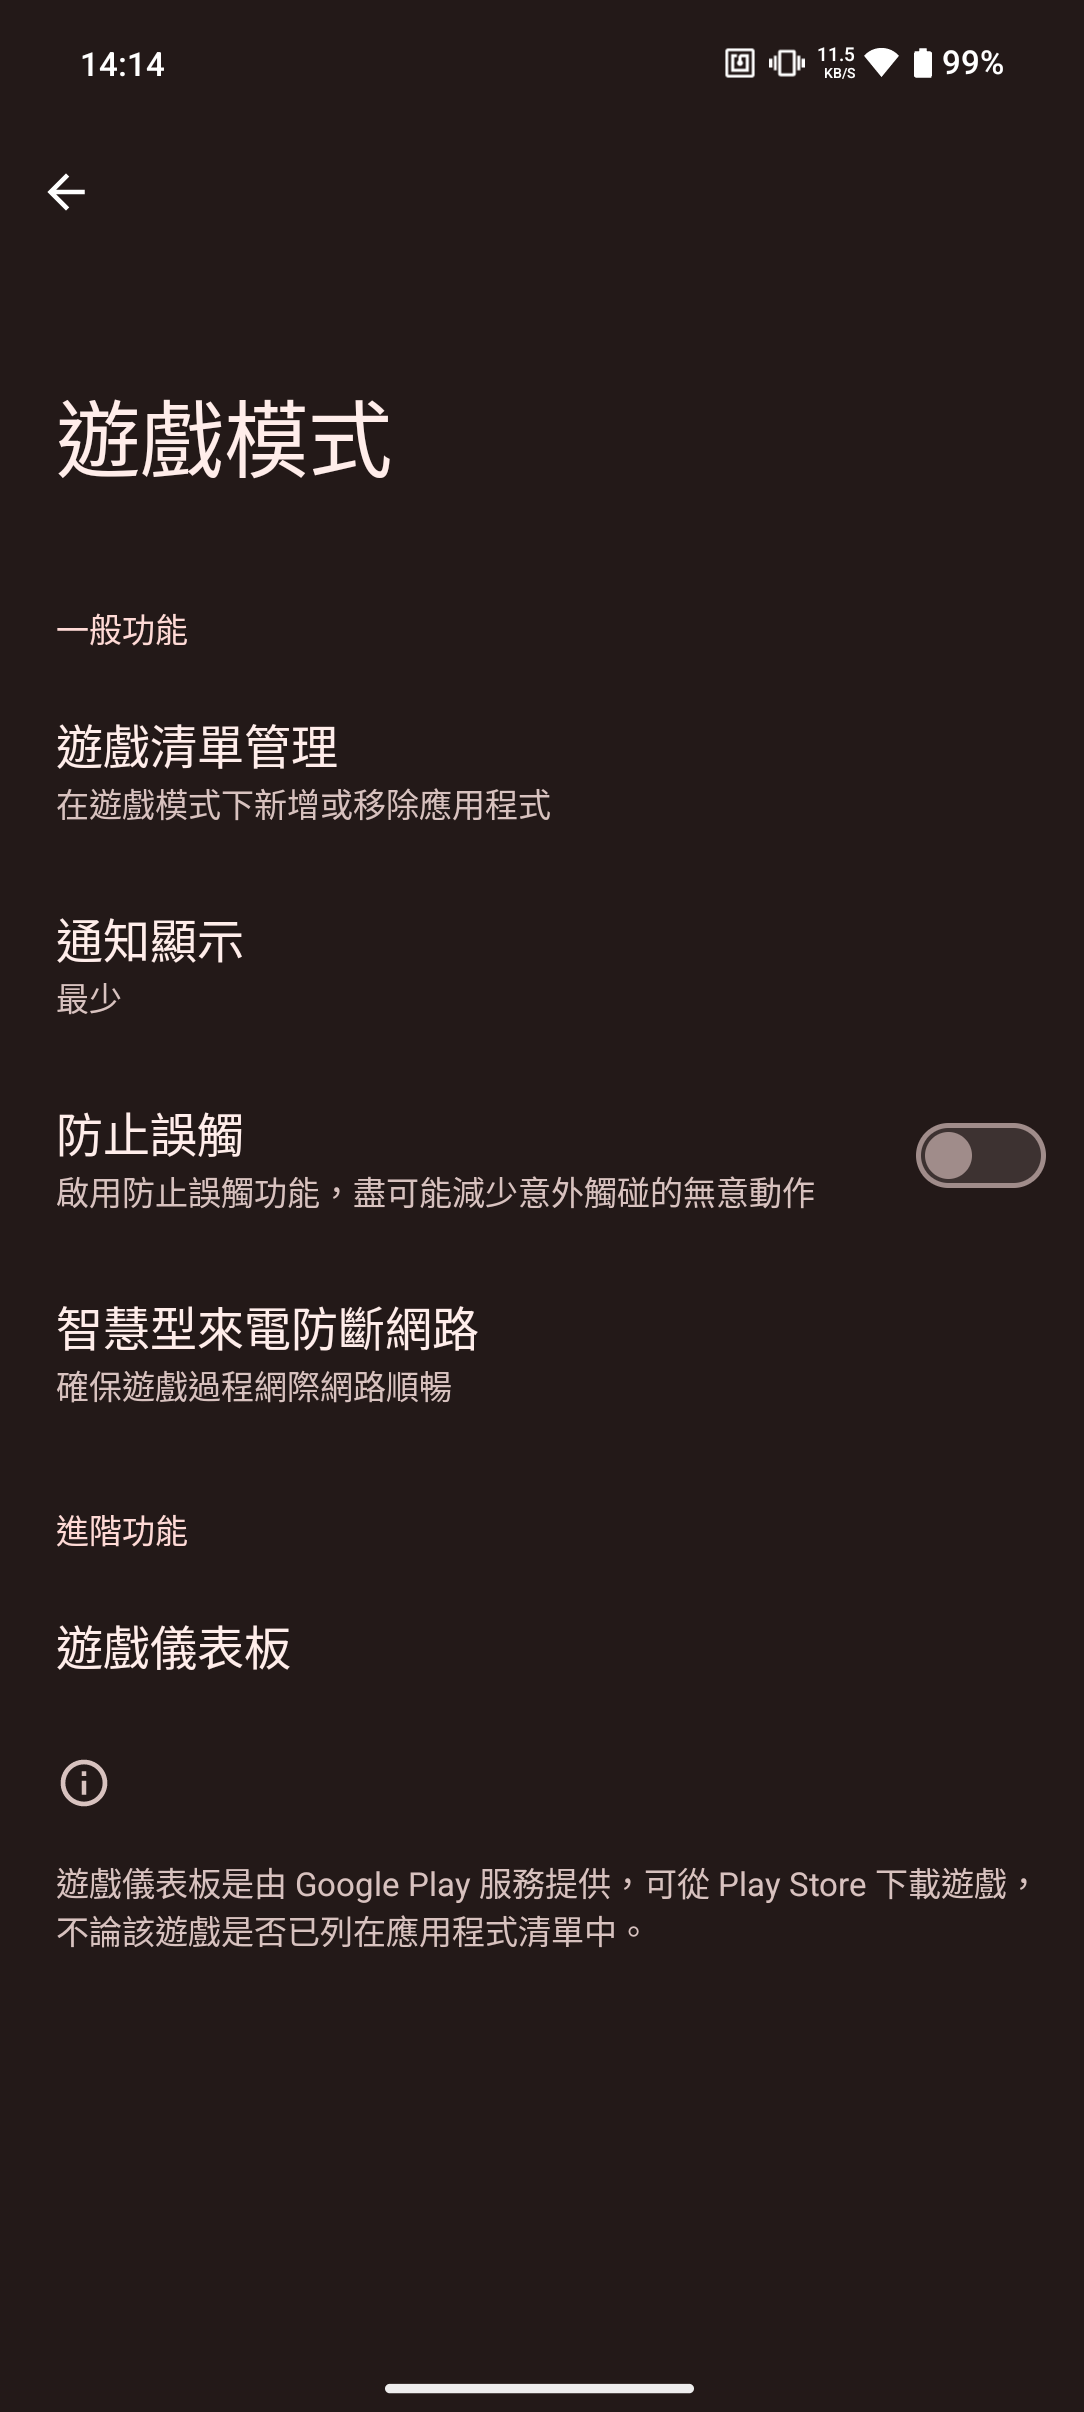 14:14
11.5
KB/S
99%
遊戲模式
一般功能
遊戲清單管理
在遊戲模式下新增或移除應用程式
通知顯示
最少
防止誤觸
啟用防止誤觸功能，盡可能減少意外觸碰的無意動作
智慧型來電防斷網路
確保遊戲過程網際網路順暢
進階功能
遊戲儀表板
遊戲儀表板是由 Google Play 服務提供，可從 Play Store 下載遊戲，
不論該遊戲是否已列在應用程式清單中。